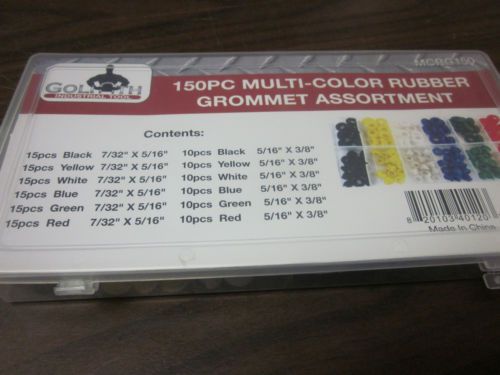 GOLIATH
INDUSTRIAL TOOL
MCRG150
150PC MULTI-COLOR RUBBER
GROMMET ASSORTMENT
Contents:
15pcs Black 7/32" X 5/16"
15pcs Yellow 7/32" X 5/16"
15pcs White 7/32" X 5/16"
15pcs Blue 7/32" X 5/16"
15pcs Green 7/32" X 5/16"
15pcs Red 7/32" X 5/16"
10pcs Black 5/16" X 3/8"
10pcs Yellow 5/16" X 3/8"
10pcs White 5/16" X 3/8"
10pcs Blue 5/16" X 3/8"
10pcs Green 5/16" X 3/8"
10pcs Red 5/16" X 3/8"
8 20103 40120
Made In China